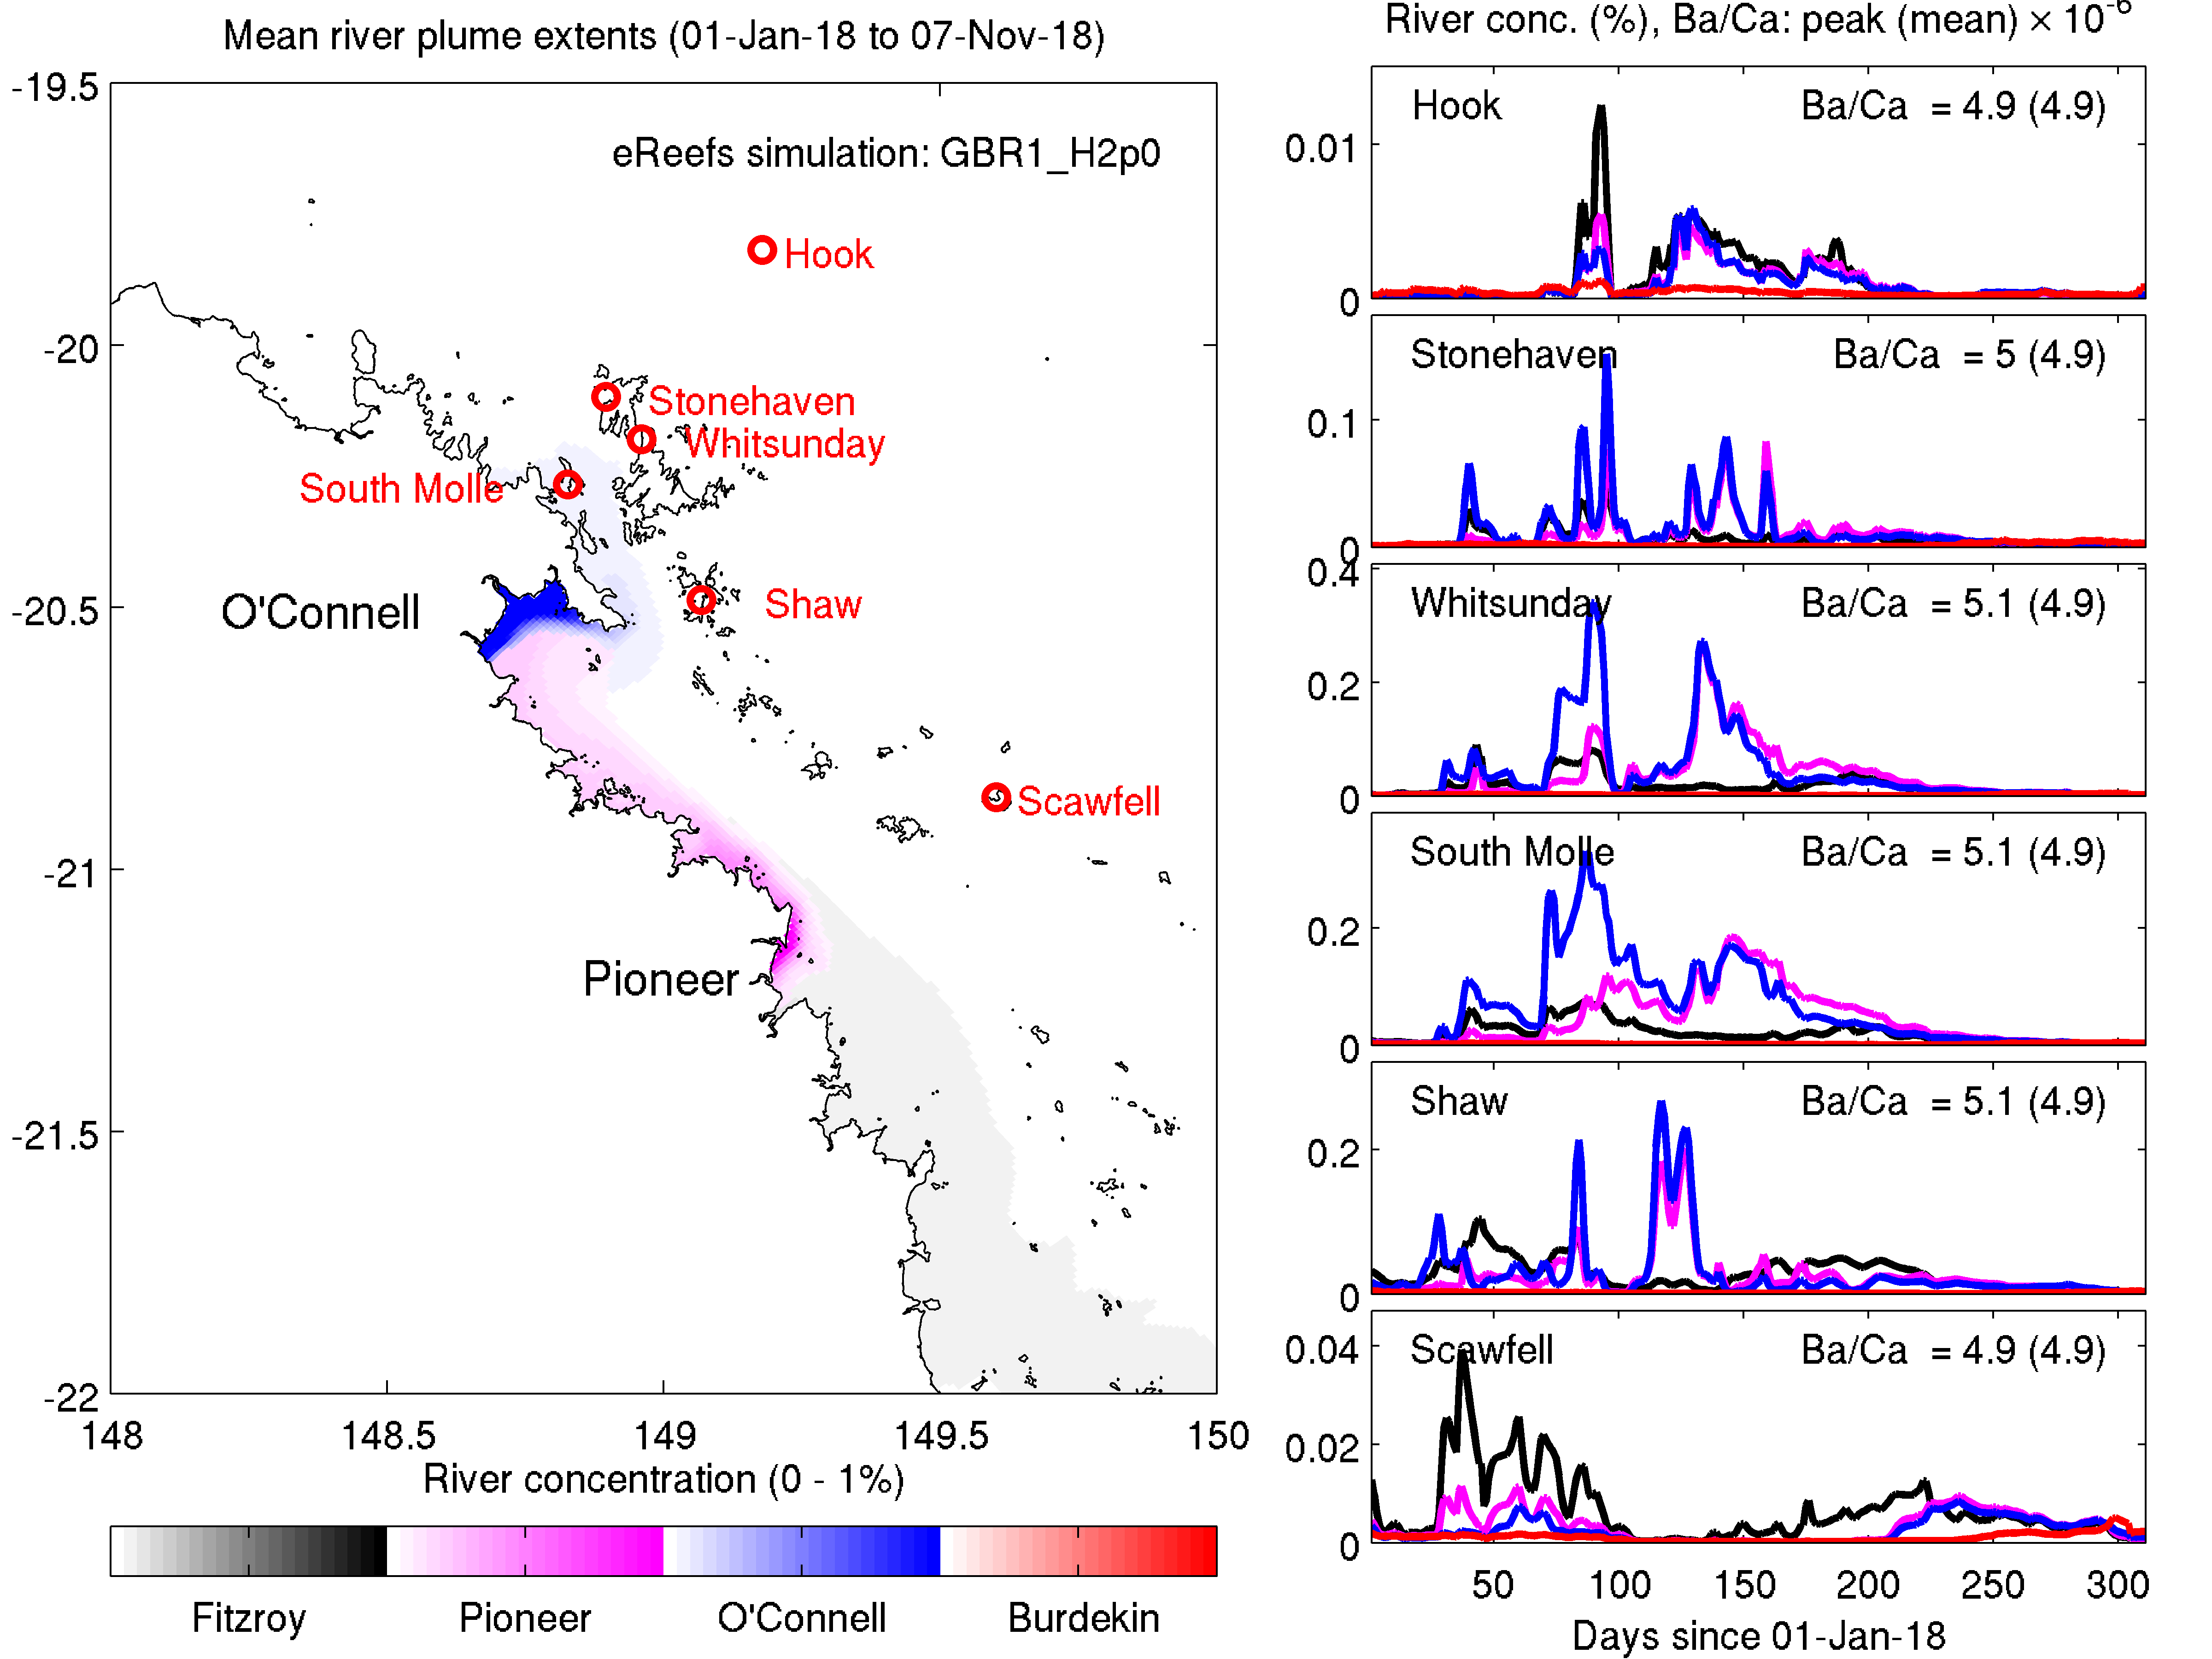 Mean river plume extents (01-Jan-18 to 07-Nov-18)
-19.5
-20
-20.5
-21
-21.5
-22
148
148.5
149
149.5
150
eReefs simulation: GBR1_H2p0
Hook
Stonehaven
Whitsunday
South Molle
O'Connell
Shaw
Scawfell
Pioneer
River concentration (0 - 1%)
Fitzroy
Pioneer
O'Connell
Burdekin
River conc. (%), Ba/Ca: peak (mean) × 10-6
Hook
Ba/Ca = 4.9 (4.9)
0.01
0
Stonehaven
Ba/Ca = 5 (4.9)
0.1
0
0.4
Whitsunday
Ba/Ca = 5.1 (4.9)
0.2
0
South Molle
Ba/Ca = 5.1 (4.9)
0.2
0
Shaw
Ba/Ca = 5.1 (4.9)
0.2
0
Scawfell
Ba/Ca = 4.9 (4.9)
0.04
0.02
0
50
100
150
200
250
300
Days since 01-Jan-18